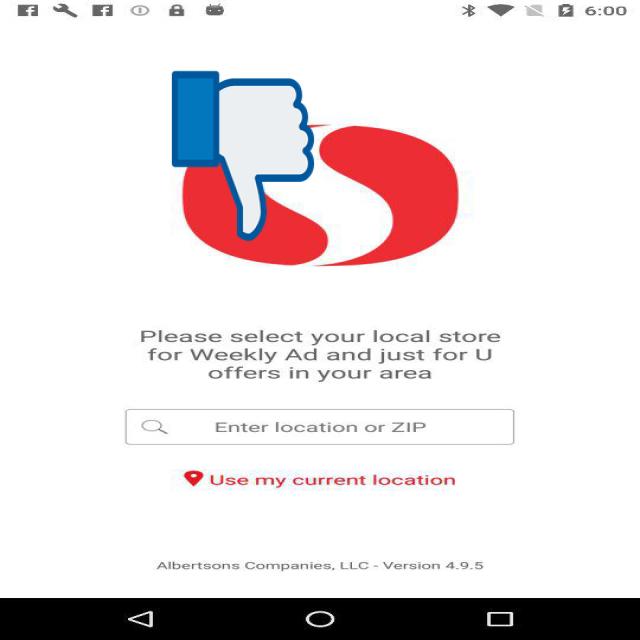 6:00
Please select your local store
for Weekly Ad and just for U
offers in your area
Enter location or ZIP
Use my current location
Albertsons Companies, LLC - Version 4.9.5